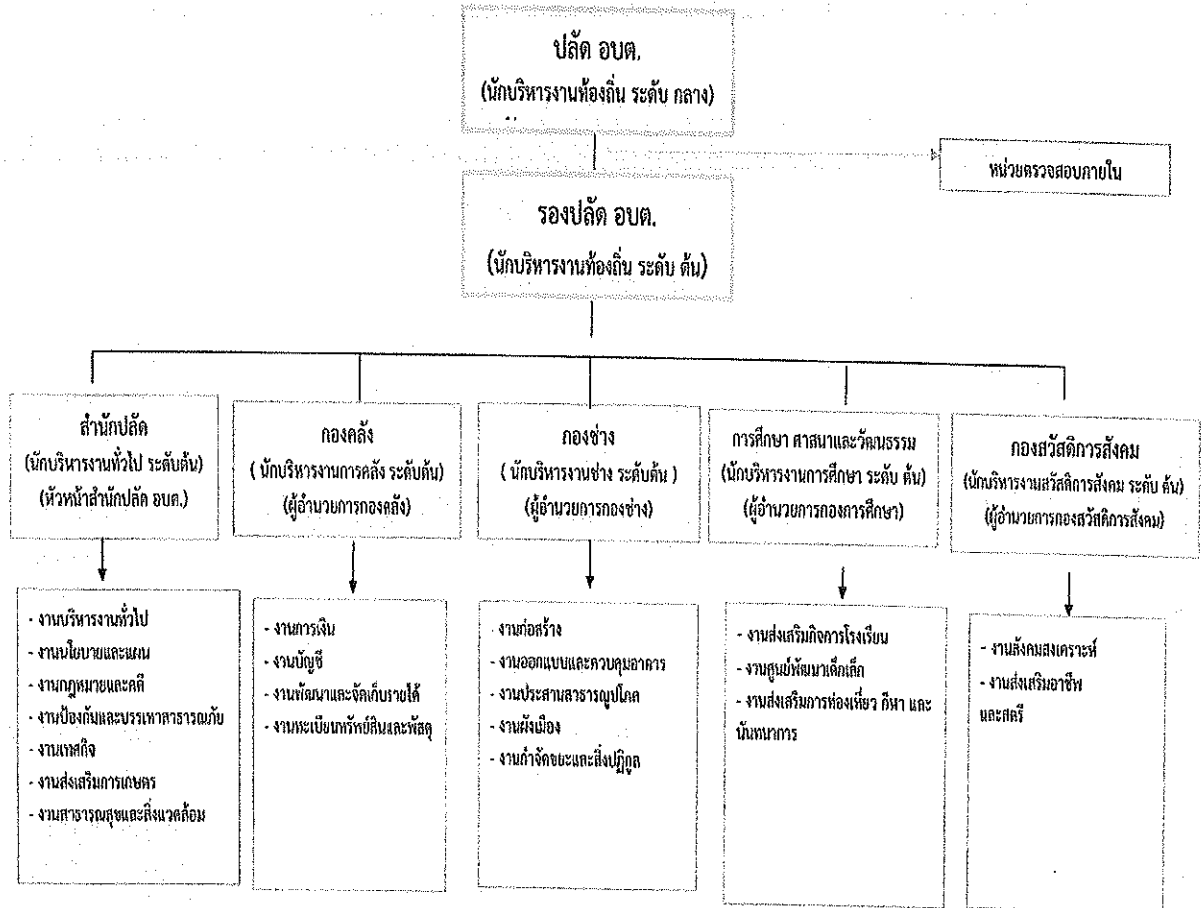 ปลัด อบต.
(นักบริหารงานท้องถิ่น ระดับ กลาง)
หน่วยตรวจสอบภายใน
รองปลัด อบต.
(นักบริหารงานท้องถิ่น ระดับ ต้น)
สำนักปลัด
(นักบริหารงานทั่วไป ระดับต้น)
(หัวหน้าสำนักปลัด อบต.)
กองคลัง
( นักบริหารงานการคลัง ระดับต้น)
(ผู้อำนวยการกองคลัง)
กองช่าง
( นักบริหารงานช่าง ระดับต้น )
(ผู้อำนวยการกองช่าง)
การศึกษา ศาสนาและวัฒนธรรม
(นักบริหารงานการศึกษา ระดับ ต้น)
(ผู้อำนวยการกองการศึกษา)
กองสวัสดิการสังคม
(นักบริหารงานสวัสดิการสังคม ระดับ ต้น)
(ผู้อำนวยการกองสวัสดิการสังคม)
- งานบริหารงานทั่วไป
- งานนโยบายและแผน
- งานกฎหมายและคดี
- งานป้องกันและบรรเทาสาธารณภัย
- งานเทศกิจ
- งานส่งเสริมการเกษตร
- งานสาธารณสุขและสิ่งแวดล้อม
- งานการเงิน
- งานบัญชี
- งานพัฒนาและจัดเก็บรายได้
- งานทะเบียนทรัพย์สินและพัสดุ
- งานก่อสร้าง
- งานออกแบบและควบคุมอาคาร
- งานประสานสาธารณูปโภค
- งานผังเมือง
- งานกำจัดขยะและสิ่งปฏิกูล
- งานส่งเสริมกิจการโรงเรียน
- งานศูนย์พัฒนาเด็กเล็ก
- งานส่งเสริมการท่องเที่ยว กีฬา และ
นันทนาการ
- งานสังคมสงเคราะห์
- งานส่งเสริมอาชีพ
และสตรี